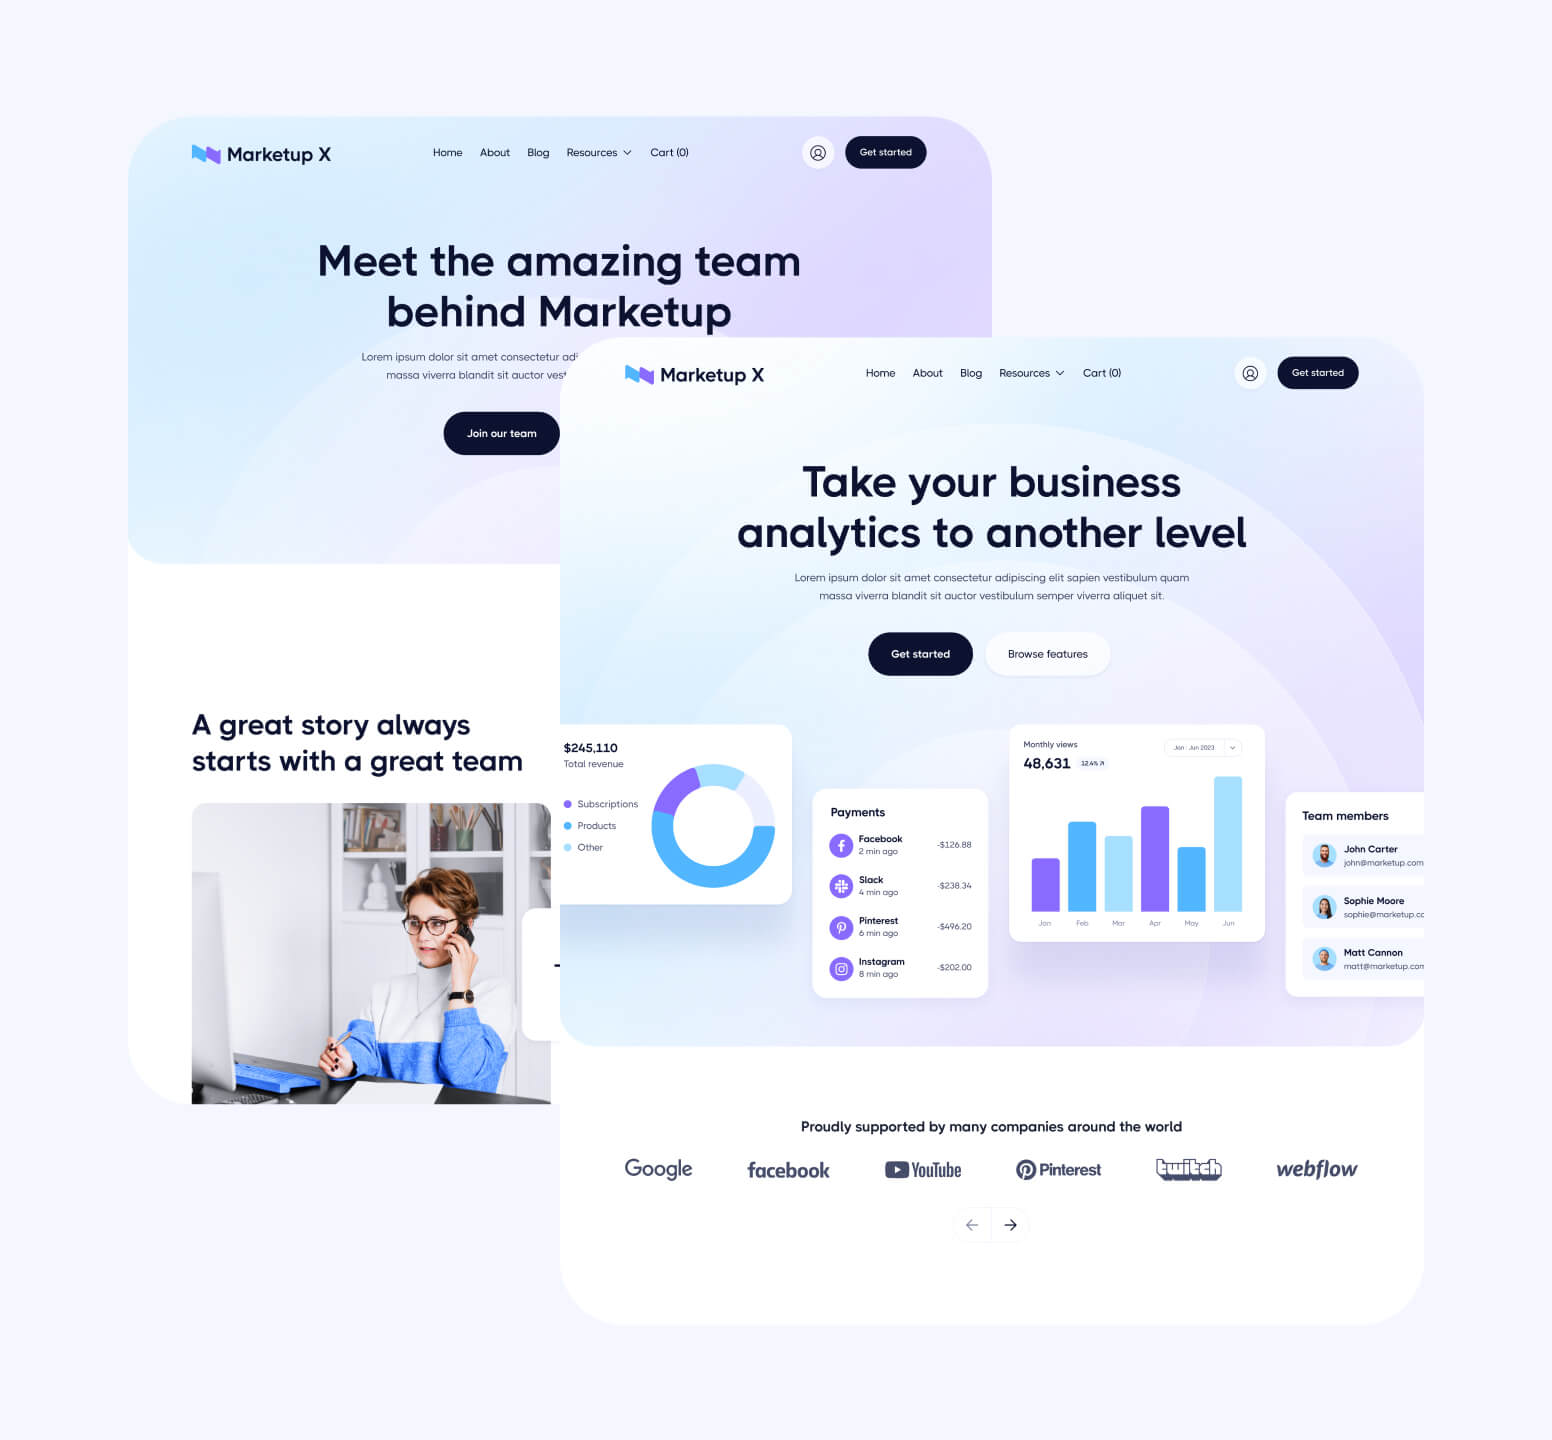 Marketup X
Home About Blog Resources Cart (0)
Get started
Meet the amazing team
behind Marketup
Lorem ipsum dolor sit amet consectetur
massa viverra blandit sit auctor
Join our team
A great story always
starts with a great team
Marketup X
Home About Blog Resources Cart (0)
Get started
Take your business
analytics to another level
Lorem ipsum dolor sit amet consectetur adipiscing elit sapien vestibulum quam
massa viverra blandit sit auctor vestibulum semper viverra aliquet sit.
Get started
Browse features
$245,110
Total revenue
Subscriptions
Products
Other
Payments
Facebook
2 min ago
-$126.88
Slack
4 min ago
-$238.34
Pinterest
6 min ago
-$496.20
Instagram
8 min ago
-$202.00
Monthly views
48,631
12.4%
Jan - Jun 2023
Jan Feb Mar Apr May Jun
Team members
John Carter
john@marketup.com
Sophie Moore
sophie@marketup.co
Matt Cannon
matt@marketup.com
Proudly supported by many companies around the world
Google facebook YouTube Pinterest twitch webflow